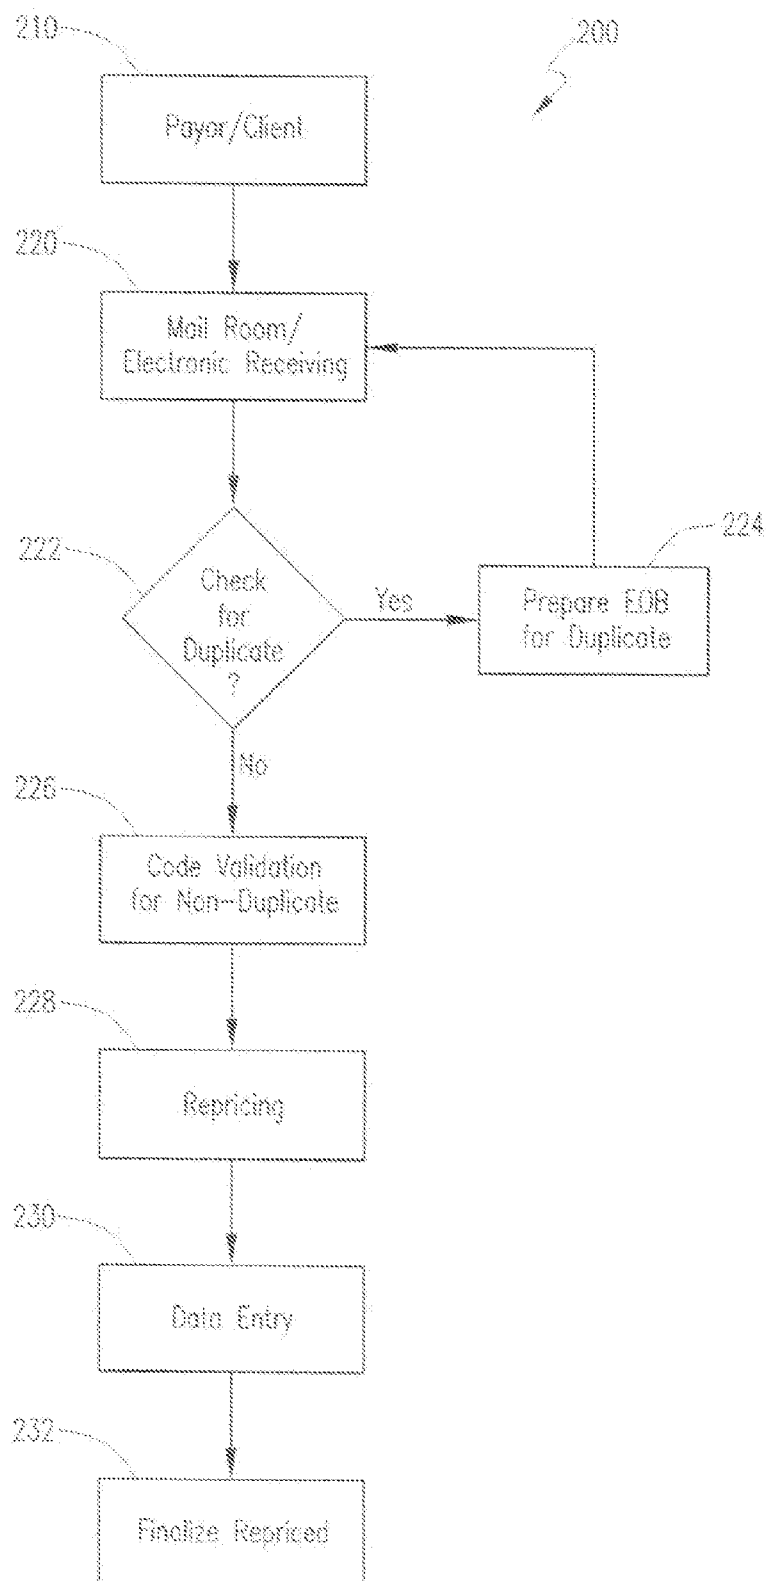 210
200
Payor/Client
220
Mail Room/
Electronic Receiving
222
Check
for
Duplicate
?
Yes
224
Prepare EOB
for Duplicate
No
226
Code Validation
for Non-Duplicate
228
Repricing
230
Data Entry
232
Finalize Repriced